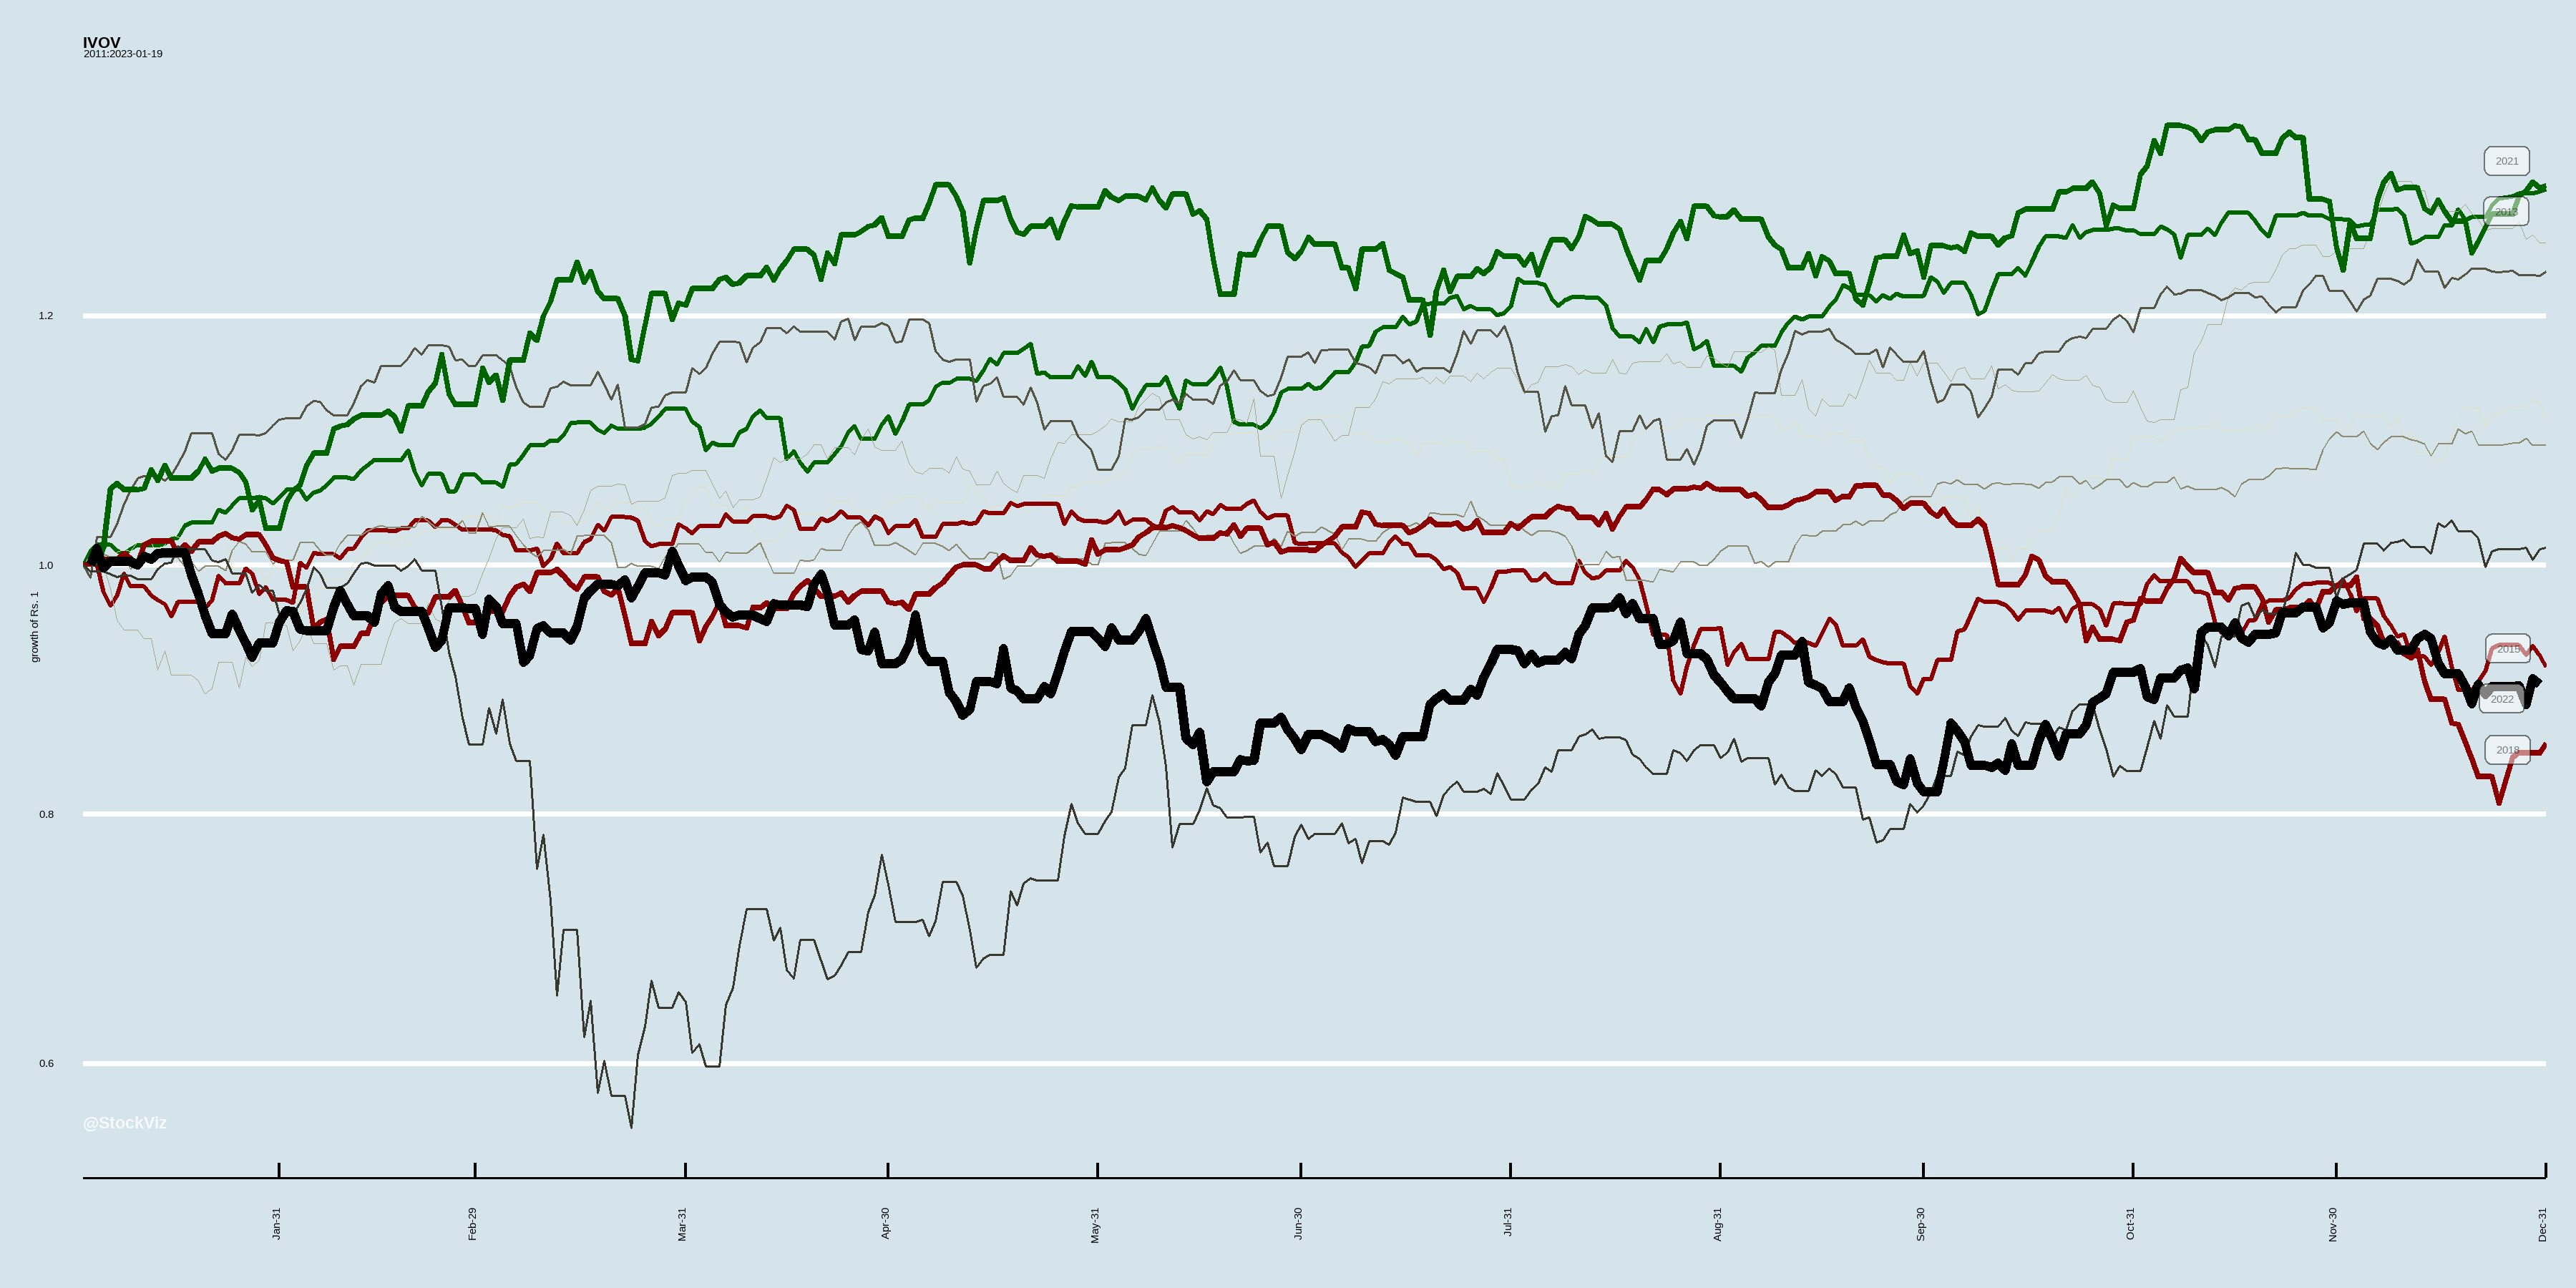 IVOV
2011:2023-01-19
2021
2013
1.2
1.0
growth of Rs. 1
2015
2022
2018
0.8
0.6
@StockViz
Jan-31
Feb-29
Mar-31
Apr-30
May-31
Jun-30
Jul-31
Aug-31
Sep-30
Oct-31
Nov-30
Dec-31